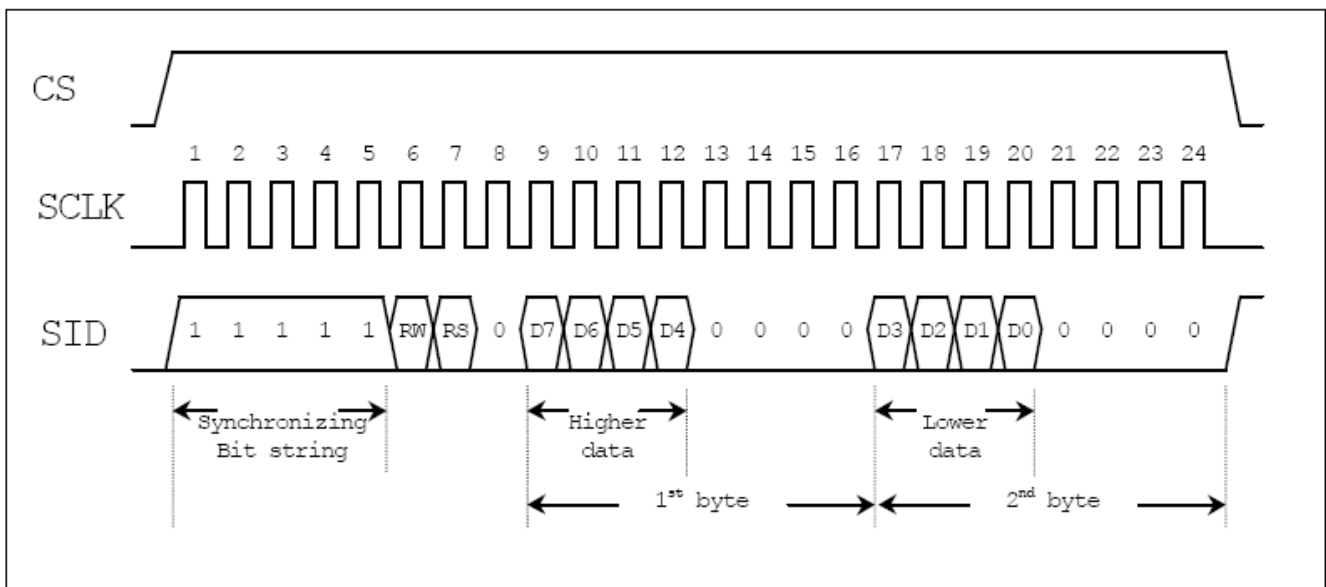 CS
1 2 3 4 5 6 7 8 9 10 11 12 13 14 15 16 17 18 19 20 21 22 23 24
SCLK
SID 1 1 1 1 1 RW RS 0 D7 D6 D5 D4 0 0 0 0 D3 D2 D1 D0 0 0 0 0
Synchronizing Higher Lower
Bit string data data
1st byte 2nd byte